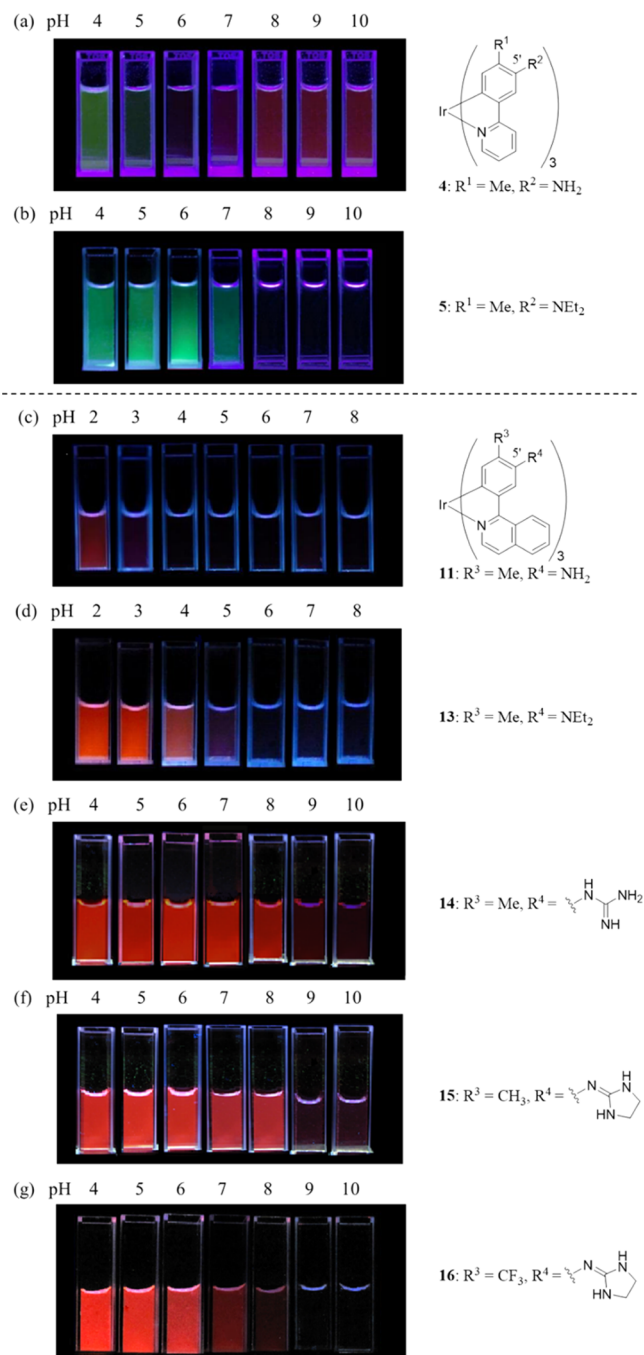 (a) pH 4 5 6 7 8 9 10
R¹
5'
R²
Ir
N
3
4: R¹ = Me, R² = NH₂
(b) pH 4 5 6 7 8 9 10
5: R¹ = Me, R² = NEt₂
(c) pH 2 3 4 5 6 7 8
R³
5'
R⁴
Ir
N
3
11: R³ = Me, R⁴ = NH₂
(d) pH 2 3 4 5 6 7 8
13: R³ = Me, R⁴ = NEt₂
(e) pH 4 5 6 7 8 9 10
14: R³ = Me, R⁴ =
H
N
NH₂
NH
(f) pH 4 5 6 7 8 9 10
15: R³ = CH₃, R⁴ =
N
H
N
HN
(g) pH 4 5 6 7 8 9 10
16: R³ = CF₃, R⁴ =
N
H
N
HN